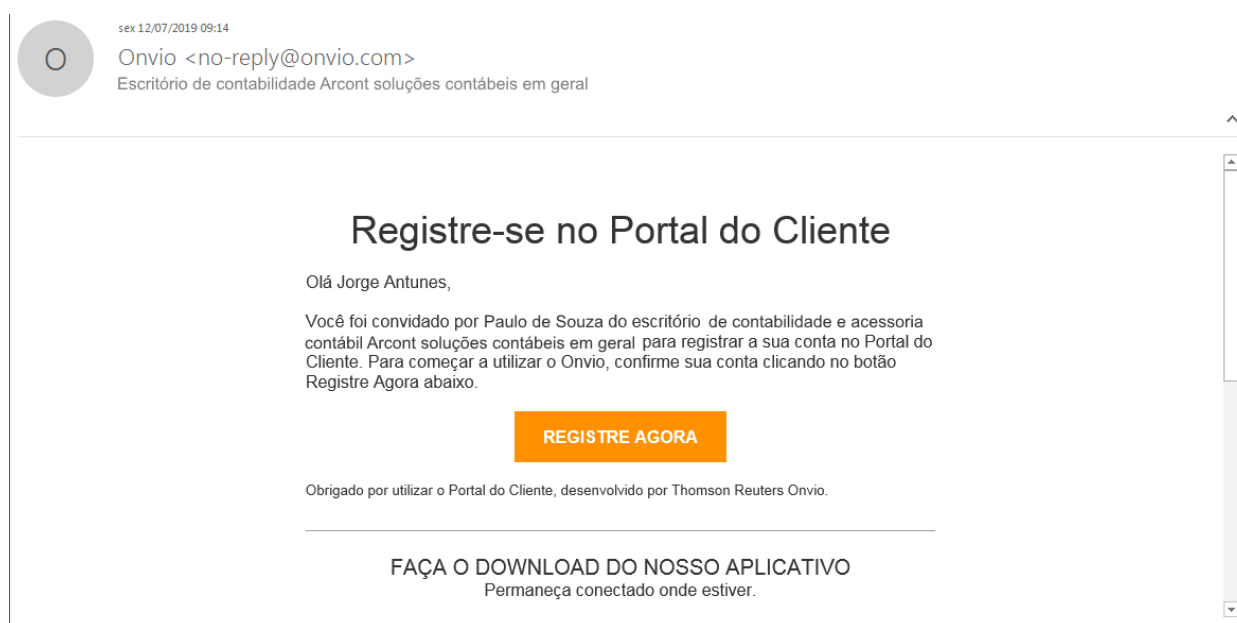 sex 12/07/2019 09:14
O
Onvio <no-reply@onvio.com>
Escritório de contabilidade Arcont soluções contábeis em geral
Registre-se no Portal do Cliente
Olá Jorge Antunes,
Você foi convidado por Paulo de Souza do escritório de contabilidade e acessoria
contábil Arcont soluções contábeis em geral para registrar a sua conta no Portal do
Cliente. Para começar a utilizar o Onvio, confirme sua conta clicando no botão
Registre Agora abaixo.
REGISTRE AGORA
Obrigado por utilizar o Portal do Cliente, desenvolvido por Thomson Reuters Onvio.
FAÇA O DOWNLOAD DO NOSSO APLICATIVO
Permaneça conectado onde estiver.